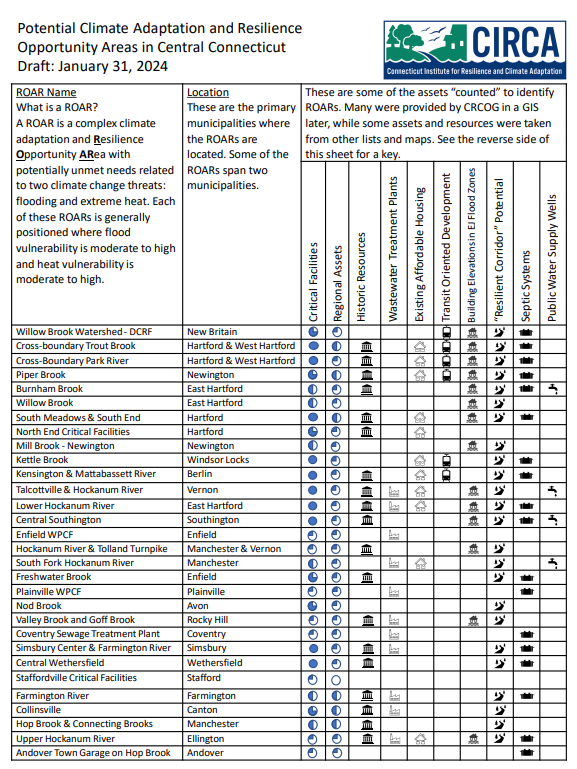 Potential Climate Adaptation and Resilience
Opportunity Areas in Central Connecticut
Draft: January 31, 2024
CIRCA
Connecticut Institute for Resilience and Climate Adaptation
ROAR Name
What is a ROAR?
A ROAR is a complex climate
adaptation and Resilience
Opportunity ARea with
potentially unmet needs related
to two climate change threats:
flooding and extreme heat. Each
of these ROARs is generally
positioned where flood
vulnerability is moderate to high
and heat vulnerability is
moderate to high.
Location
These are the primary
municipalities where
the ROARs are
located. Some of the
ROARs span two
municipalities.
These are some of the assets “counted” to identify
ROARs. Many were provided by CRCOG in a GIS
later, while some assets and resources were taken
from other lists and maps. See the reverse side of
this sheet for a key.
Critical Facilities
Regional Assets
Historic Resources
Wastewater Treatment Plants
Existing Affordable Housing
Transit Oriented Development
Building Elevations in EJ Flood Zones
“Resilient Corridor” Potential
Septic Systems
Public Water Supply Wells
Willow Brook Watershed - DCRF New Britain
Cross-boundary Trout Brook Hartford & West Hartford
Cross-Boundary Park River Hartford & West Hartford
Piper Brook Newington
Burnham Brook East Hartford
Willow Brook East Hartford
South Meadows & South End Hartford
North End Critical Facilities Hartford
Mill Brook - Newington Newington
Kettle Brook Windsor Locks
Kensington & Mattabassett River Berlin
Talcottville & Hockanum River Vernon
Lower Hockanum River East Hartford
Central Southington Southington
Enfield WPCF Enfield
Hockanum River & Tolland Turnpike Manchester & Vernon
South Fork Hockanum River Manchester
Freshwater Brook Enfield
Plainville WPCF Plainville
Nod Brook Avon
Valley Brook and Goff Brook Rocky Hill
Coventry Sewage Treatment Plant Coventry
Simsbury Center & Farmington River Simsbury
Central Wethersfield Wethersfield
Staffordville Critical Facilities Stafford
Farmington River Farmington
Collinsville Canton
Hop Brook & Connecting Brooks Manchester
Upper Hockanum River Ellington
Andover Town Garage on Hop Brook Andover